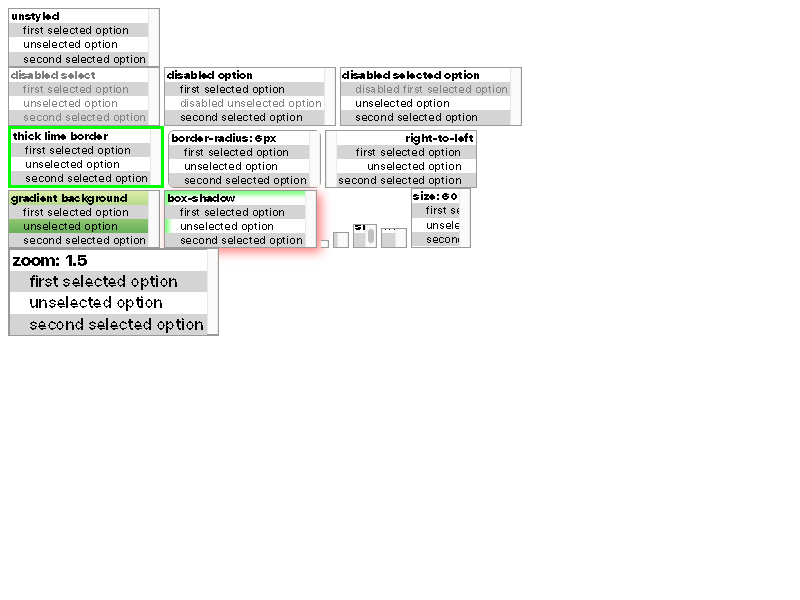 unstyled
first selected option
unselected option
second selected option
disabled select
first selected option
unselected option
second selected option
disabled option
first selected option
disabled unselected option
second selected option
disabled selected option
disabled first selected option
unselected option
second selected option
thick lime border
first selected option
unselected option
second selected option
border-radius: 6px
first selected option
unselected option
second selected option
right-to-left
first selected option
unselected option
second selected option
gradient background
first selected option
unselected option
second selected option
box-shadow
first selected option
unselected option
second selected option
size: 60
first se
unsele
second
zoom: 1.5
first selected option
unselected option
second selected option